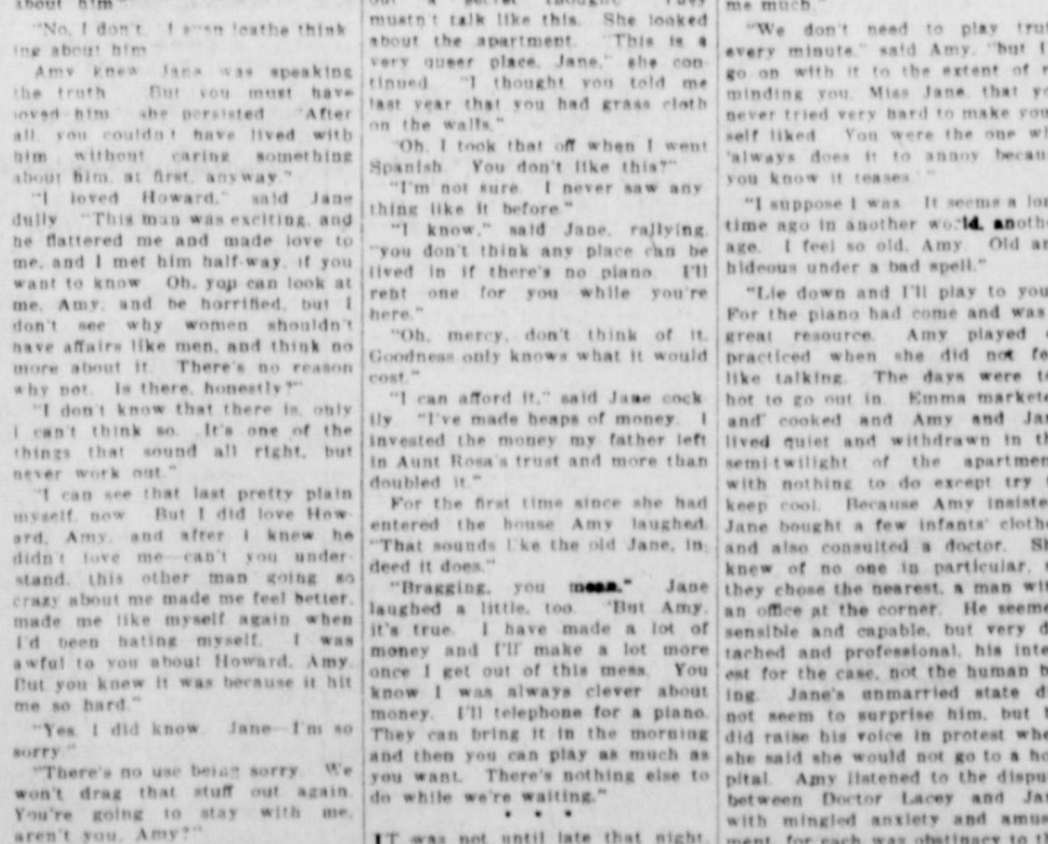 about him"
"No, I don't. I even loathe think
ing about him
Amy knew Jane was speaking
the truth But you must have
loved him she persisted "After
all you couldn't have lived with
him without caring something
about him, at first, anyway."
"I loved Howard," said Jane
dully "This man was exciting, and
he flattered me and made love to
me, and I met him half-way, if you
want to know Oh, you can look at
me, Amy, and be horrified, but I
don't see why women shouldn't
have affairs like men, and think no
more about it. There's no reason
why not. Is there, honestly?"
"I don't know that there is, only
I can't think so. It's one of the
things that sound all right, but
never work out."
"I can see that last pretty plain
myself, now But I did love How-
ard, Amy, and after I knew he
didn't love me—can't you under-
stand, this other man going so
crazy about me made me feel better,
made me like myself again when
I'd been hating myself. I was
awful to you about Howard, Amy.
But you knew it was because it hit
me so hard."
"Yes, I did know Jane—I'm so
sorry."
"There's no use being sorry. We
won't drag that stuff out again.
You're going to stay with me,
aren't you, Amy?"
mustn't talk like this. She looked
about the apartment. "This is a
very queer place, Jane," she con
tinued "I thought you told me
last year that you had grass cloth
on the walls."
"Oh, I took that off when I went
Spanish. You don't like this?"
"I'm not sure. I never saw any
thing like it before."
"I know," said Jane, rallying,
"you don't think any place can be
lived in if there's no piano. I'll
rent one for you while you're
here."
"Oh, mercy, don't think of it.
Goodness only knows what it would
cost."
"I can afford it," said Jane cock
ily "I've made heaps of money. I
invested the money my father left
in Aunt Rosa's trust and more than
doubled it."
For the first time since she had
entered the house Amy laughed.
"That sounds like the old Jane, in-
deed it does."
"Bragging, you mean." Jane
laughed a little, too. "But Amy,
it's true. I have made a lot of
money and I'll make a lot more
once I get out of this mess. You
know I was always clever about
money. I'll telephone for a piano.
They can bring it in the morning
and then you can play as much as
you want. There's nothing else to
do while we're waiting."
• • •
IT was not until late that night,
me much."
"We don't need to play
every minute," said Amy, "but
go on with it to the extent of
minding you, Miss Jane, that
never tried very hard to make
self liked You were the one
'always does it to annoy
you know it teases.' "
"I suppose I was. It seems a
time ago in another world,
age. I feel so old, Amy. Old
hideous under a bad spell."
"Lie down and I'll play to you
For the piano had come and was
great resource. Amy played
practiced when she did not
like talking. The days were
hot to go out in. Emma
and cooked and Amy and
lived quiet and withdrawn in
semi-twilight of the
with nothing to do except try
keep cool. Because Amy
Jane bought a few infants'
and also consulted a doctor.
knew of no one in particular,
they chose the nearest, a man
an office at the corner. He
sensible and capable, but very
tached and professional, his
est for the case, not the human
ing. Jane's unmarried state
not seem to surprise him, but
did raise his voice in protest
she said she would not go to a
pital. Amy listened to the
between Doctor Lacey and
with mingled anxiety and
ment, for each was obstinacy to